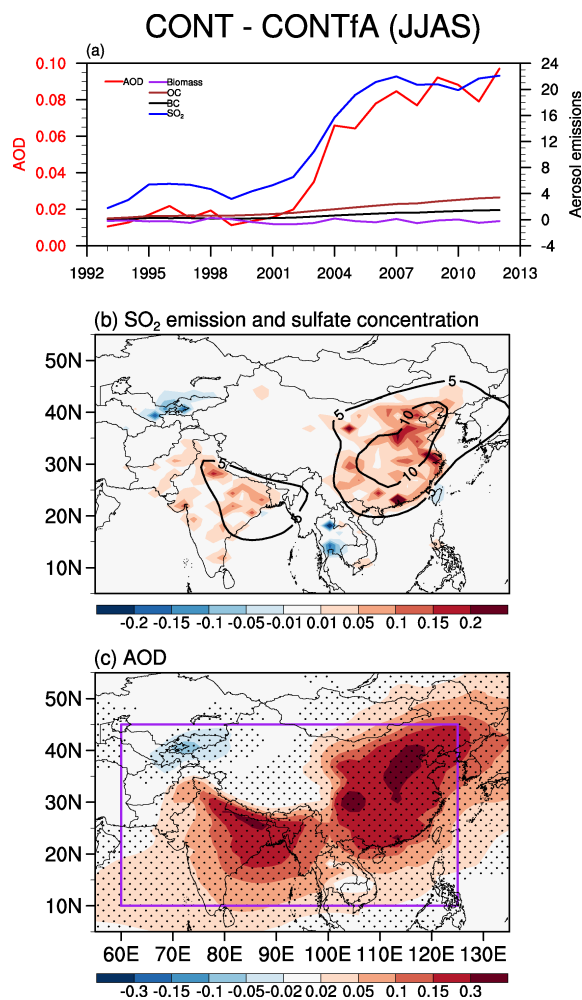 CONT - CONTfA (JJAS)
(a)
0.10
0.08
0.06
0.04
0.02
0.00
AOD
AOD
Biomass
OC
BC
SO₂
24
20
16
12
8
4
0
-4
Aerosol emissions
1992 1995 1998 2001 2004 2007 2010 2013
(b) SO₂ emission and sulfate concentration
50N
40N
30N
20N
10N
5
5
10
5
10
5
5
-0.2 -0.15 -0.1 -0.05 -0.01 0.01 0.05 0.1 0.15 0.2
(c) AOD
50N
40N
30N
20N
10N
60E 70E 80E 90E 100E 110E 120E 130E
-0.3 -0.15 -0.1 -0.05 -0.02 0.02 0.05 0.1 0.15 0.3